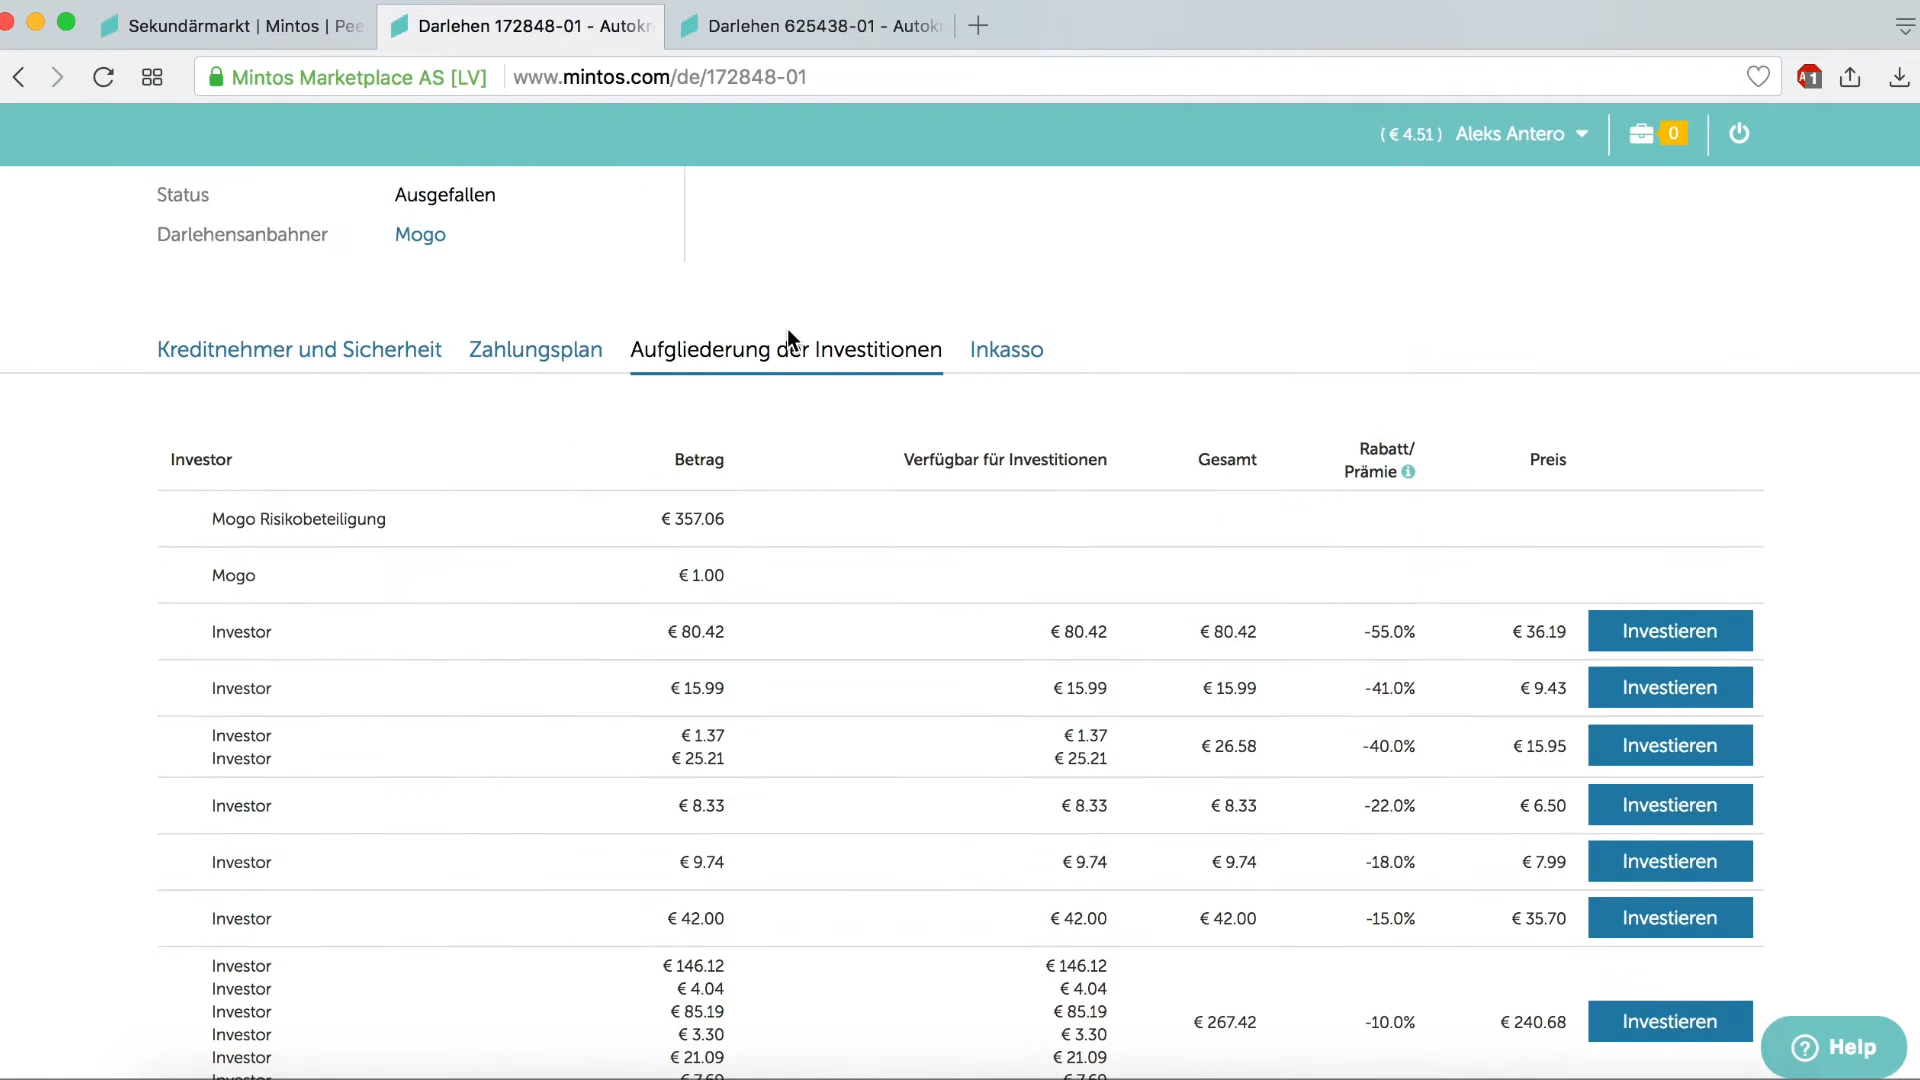 Sekundärmarkt | Mintos | Pee
Darlehen 172848-01 - Autokr
Darlehen 625438-01 - Autokr
Mintos Marketplace AS [LV]
www.mintos.com/de/172848-01
A 1
( € 4.51 ) Aleks Antero
0
Status Ausgefallen
Darlehensanbahner Mogo
Kreditnehmer und Sicherheit Zahlungsplan Aufgliederung der Investitionen Inkasso
Investor Betrag Verfügbar für Investitionen Gesamt Rabatt/ Prämie Preis
Mogo Risikobeteiligung € 357.06
Mogo € 1.00
Investor € 80.42 € 80.42 € 80.42 -55.0% € 36.19 Investieren
Investor € 15.99 € 15.99 € 15.99 -41.0% € 9.43 Investieren
Investor € 1.37 € 1.37
€ 26.58 -40.0% € 15.95 Investieren
Investor € 25.21 € 25.21
Investor € 8.33 € 8.33 € 8.33 -22.0% € 6.50 Investieren
Investor € 9.74 € 9.74 € 9.74 -18.0% € 7.99 Investieren
Investor € 42.00 € 42.00 € 42.00 -15.0% € 35.70 Investieren
Investor € 146.12 € 146.12
Investor € 4.04 € 4.04
Investor € 85.19 € 85.19
€ 267.42 -10.0% € 240.68 Investieren
Investor € 3.30 € 3.30
Investor € 21.09 € 21.09
Help